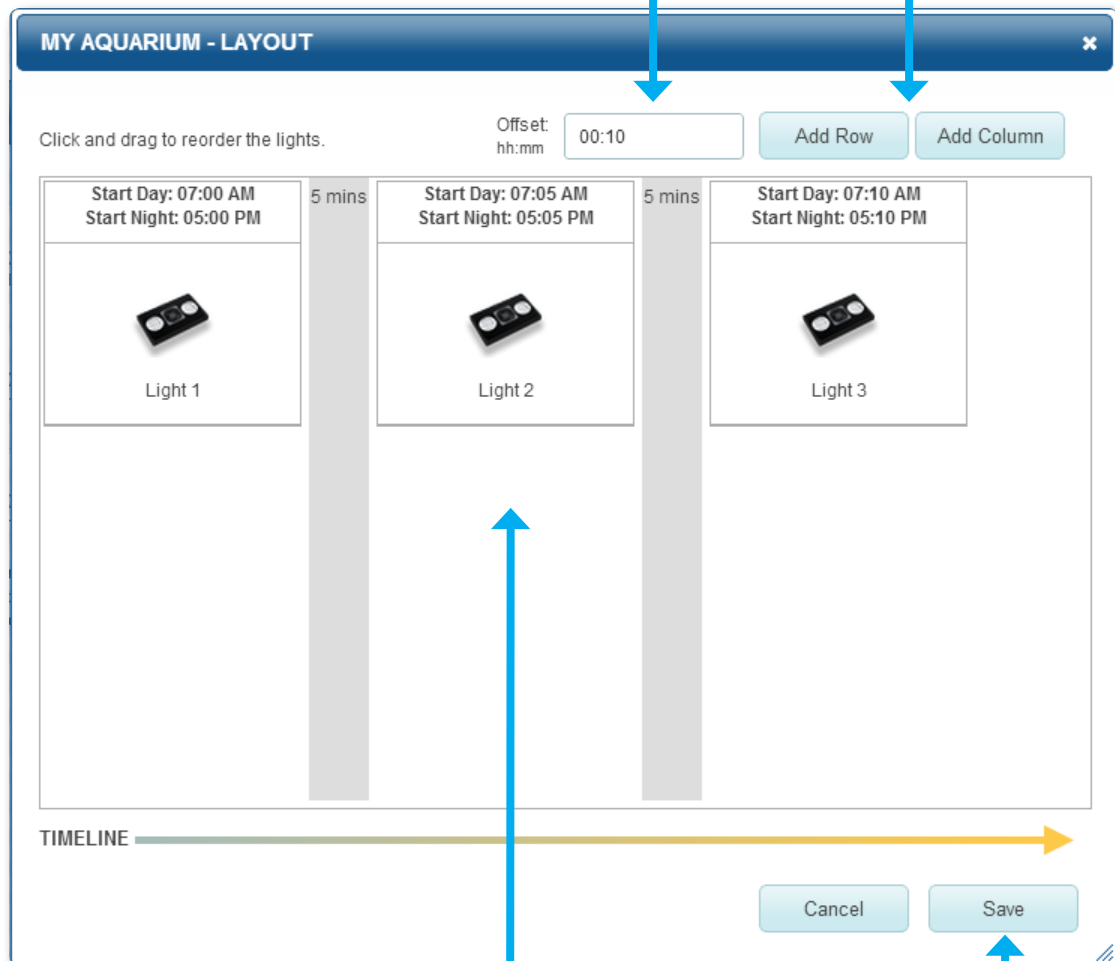 MY AQUARIUM - LAYOUT
Click and drag to reorder the lights.
Offset:
hh:mm
00:10
Add Row
Add Column
Start Day: 07:00 AM
Start Night: 05:00 PM
5 mins
Start Day: 07:05 AM
Start Night: 05:05 PM
5 mins
Start Day: 07:10 AM
Start Night: 05:10 PM
Light 1
Light 2
Light 3
TIMELINE
Cancel
Save